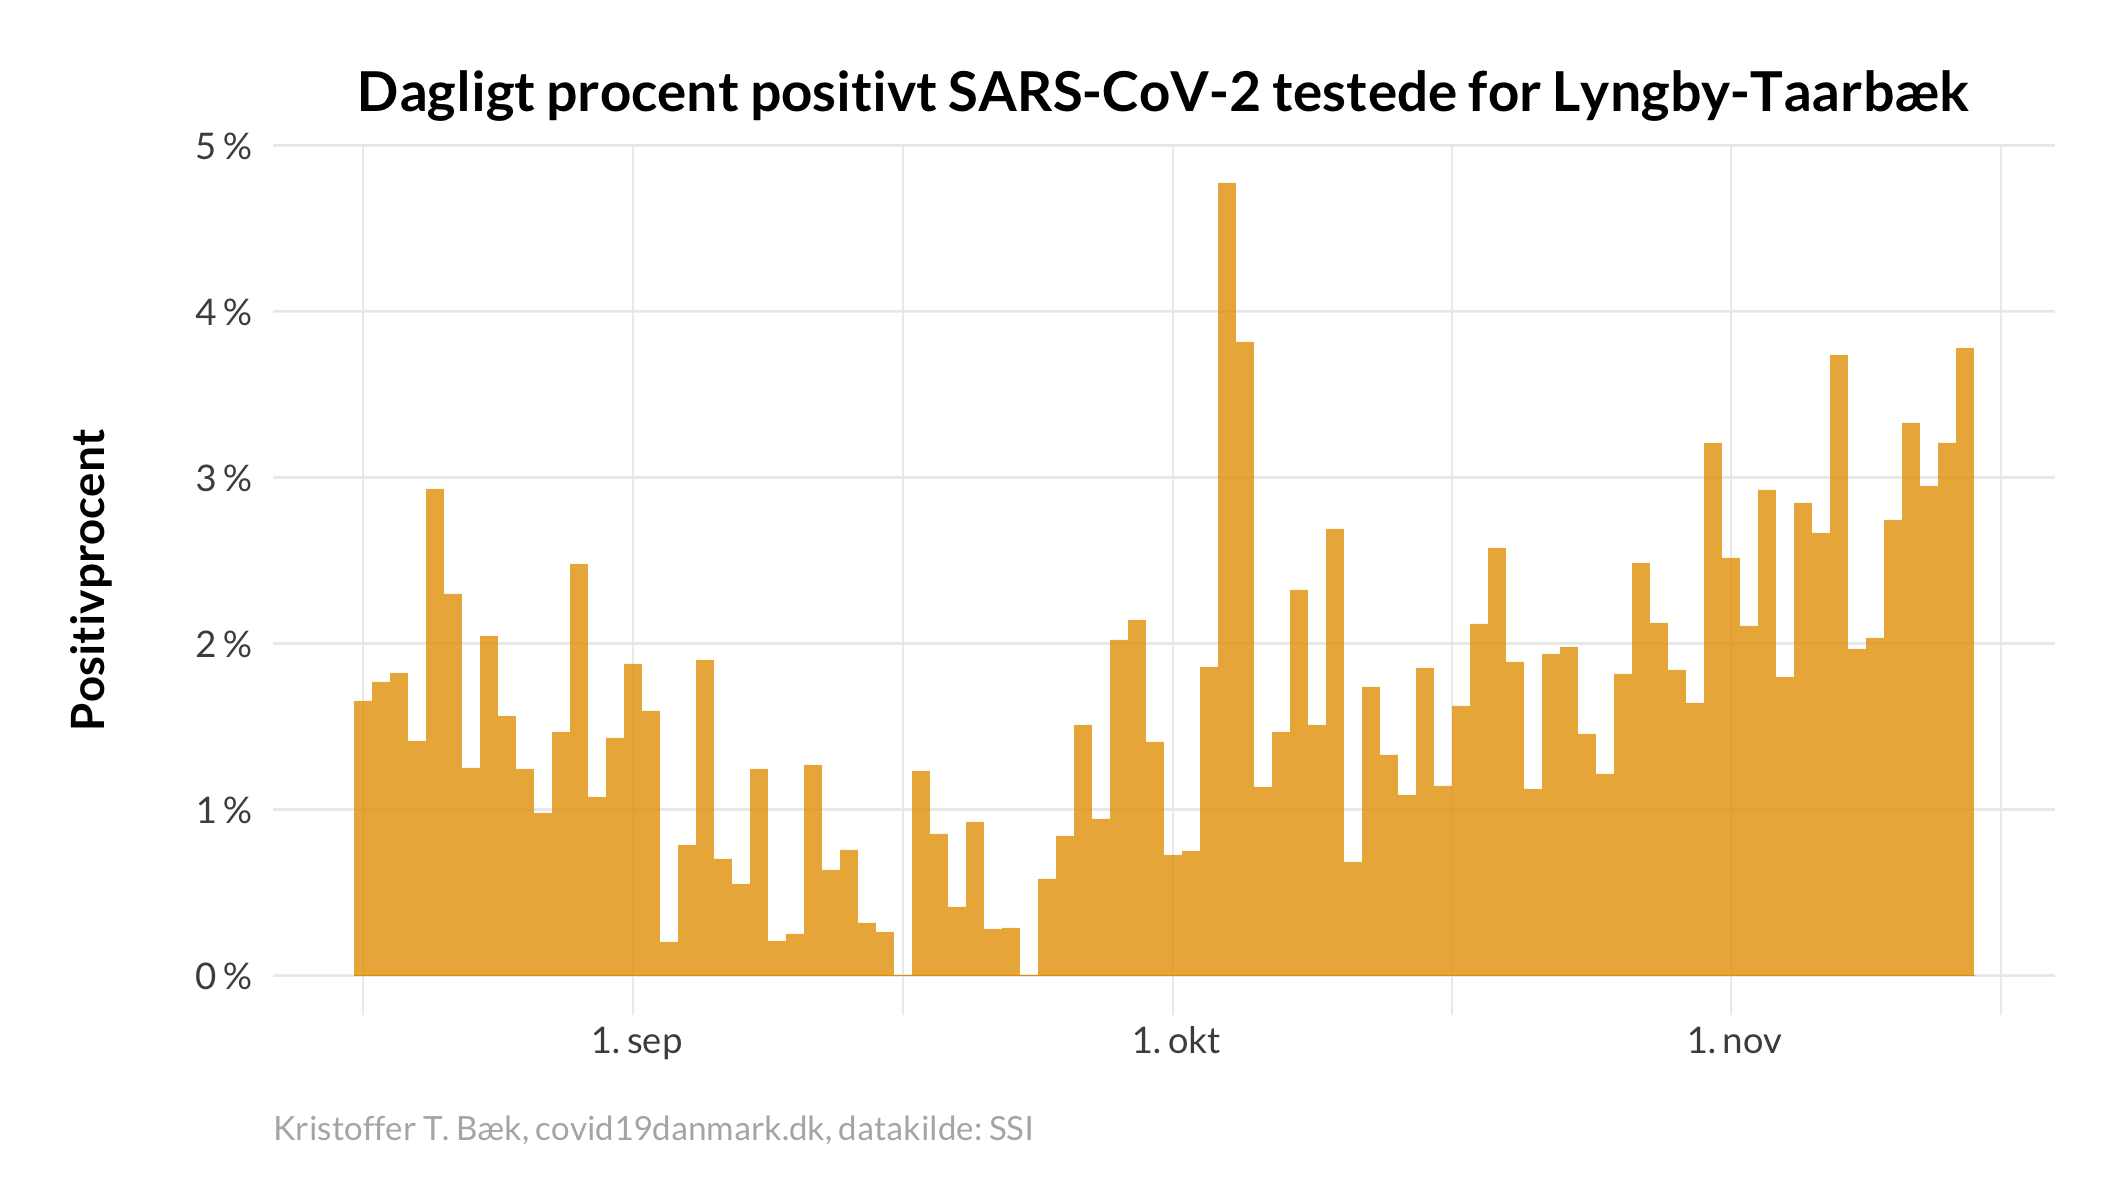 Dagligt procent positivt SARS-CoV-2 testede for Lyngby-Taarbæk
Positivprocent
5 %
4 %
3 %
2 %
1 %
0 %
1. sep
1. okt
1. nov
Kristoffer T. Bæk, covid19danmark.dk, datakilde: SSI